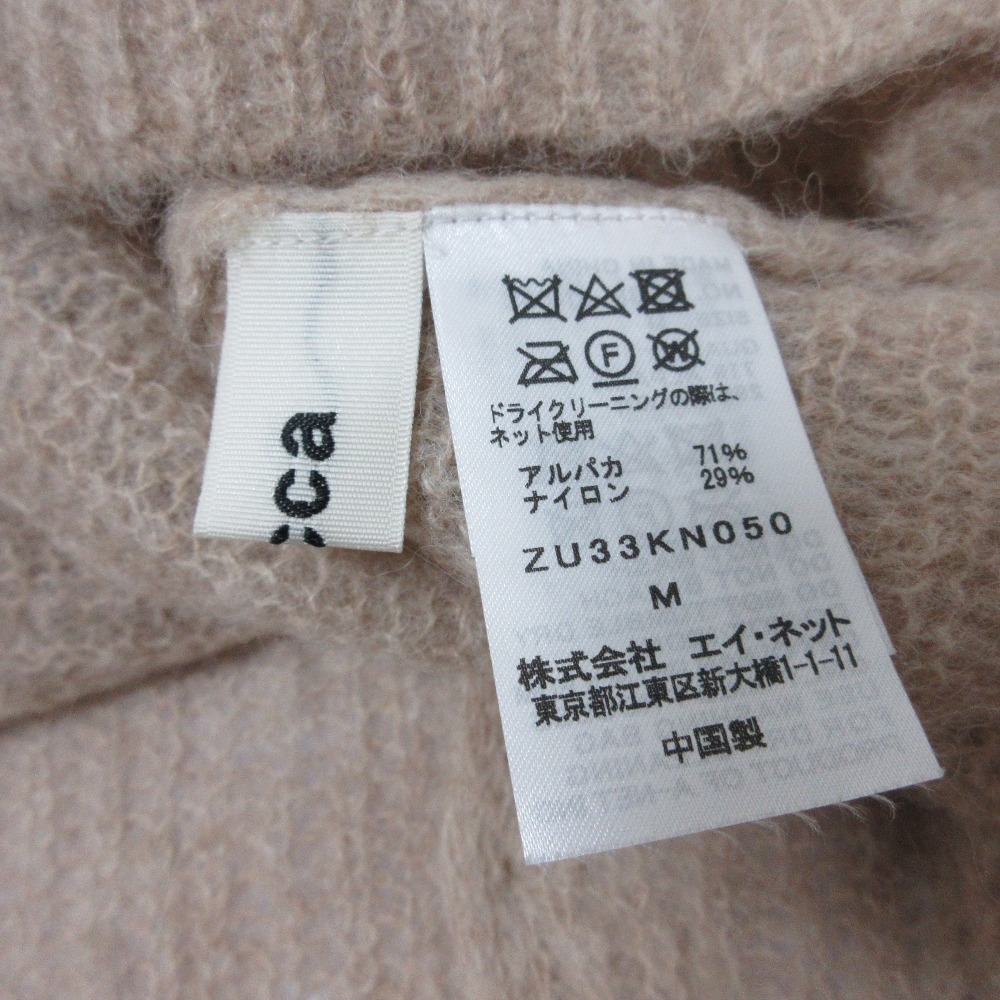 ca
F
W
ドライクリーニングの際は、
ネット使用
アルパカ 71%
ナイロン 29%
ZU33KN050
M
株式会社 エイ・ネット
東京都江東区新大橋1-1-11
中国製